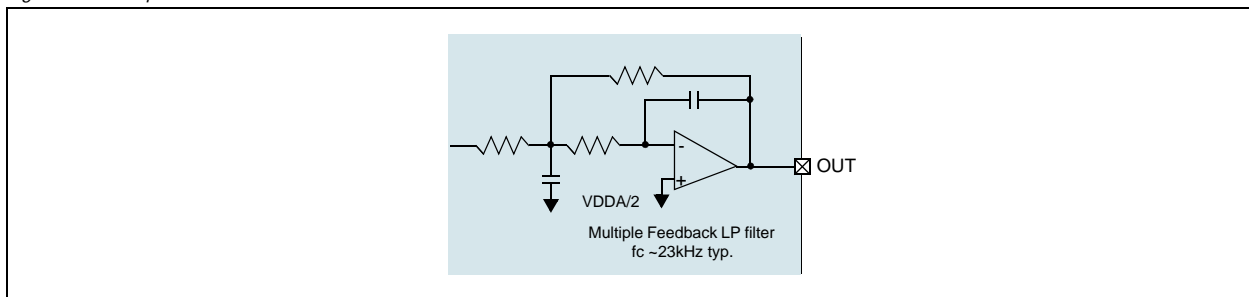 -
+
OUT
VDDA/2
Multiple Feedback LP filter
fc ~23kHz typ.